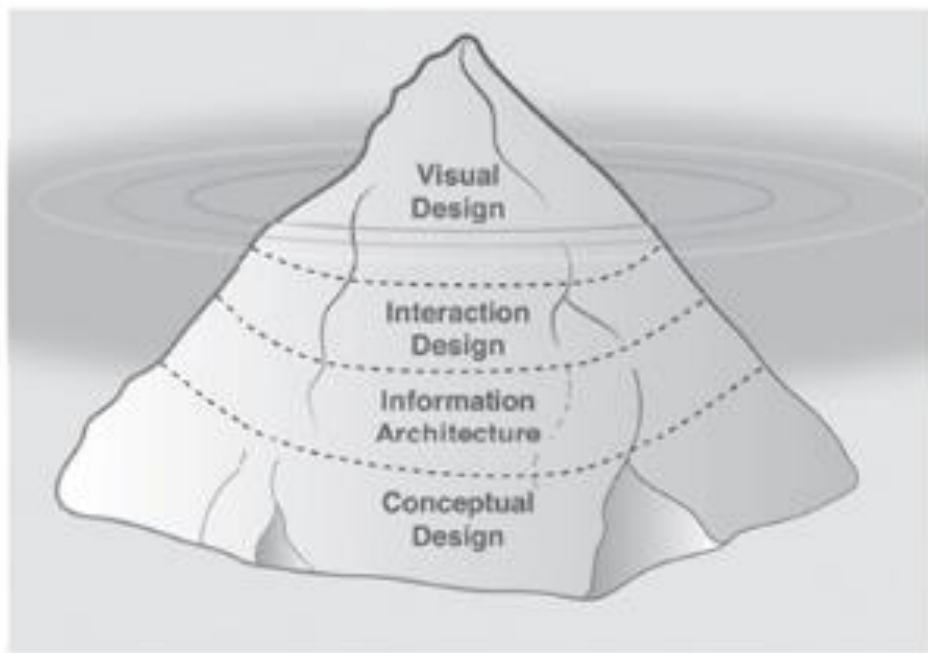 Visual
Design
Interaction
Design
Information
Architecture
Conceptual
Design